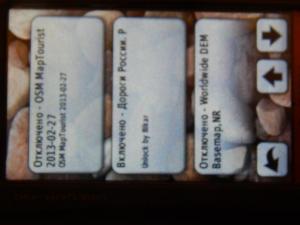 Отключено - OSM MapTourist
2013-02-27
OSM MapTourist 2013-02-27
Включено - Дороги России. Р
Unlock by Bikar
Отключено - Worldwide DEM
Basemap,NR